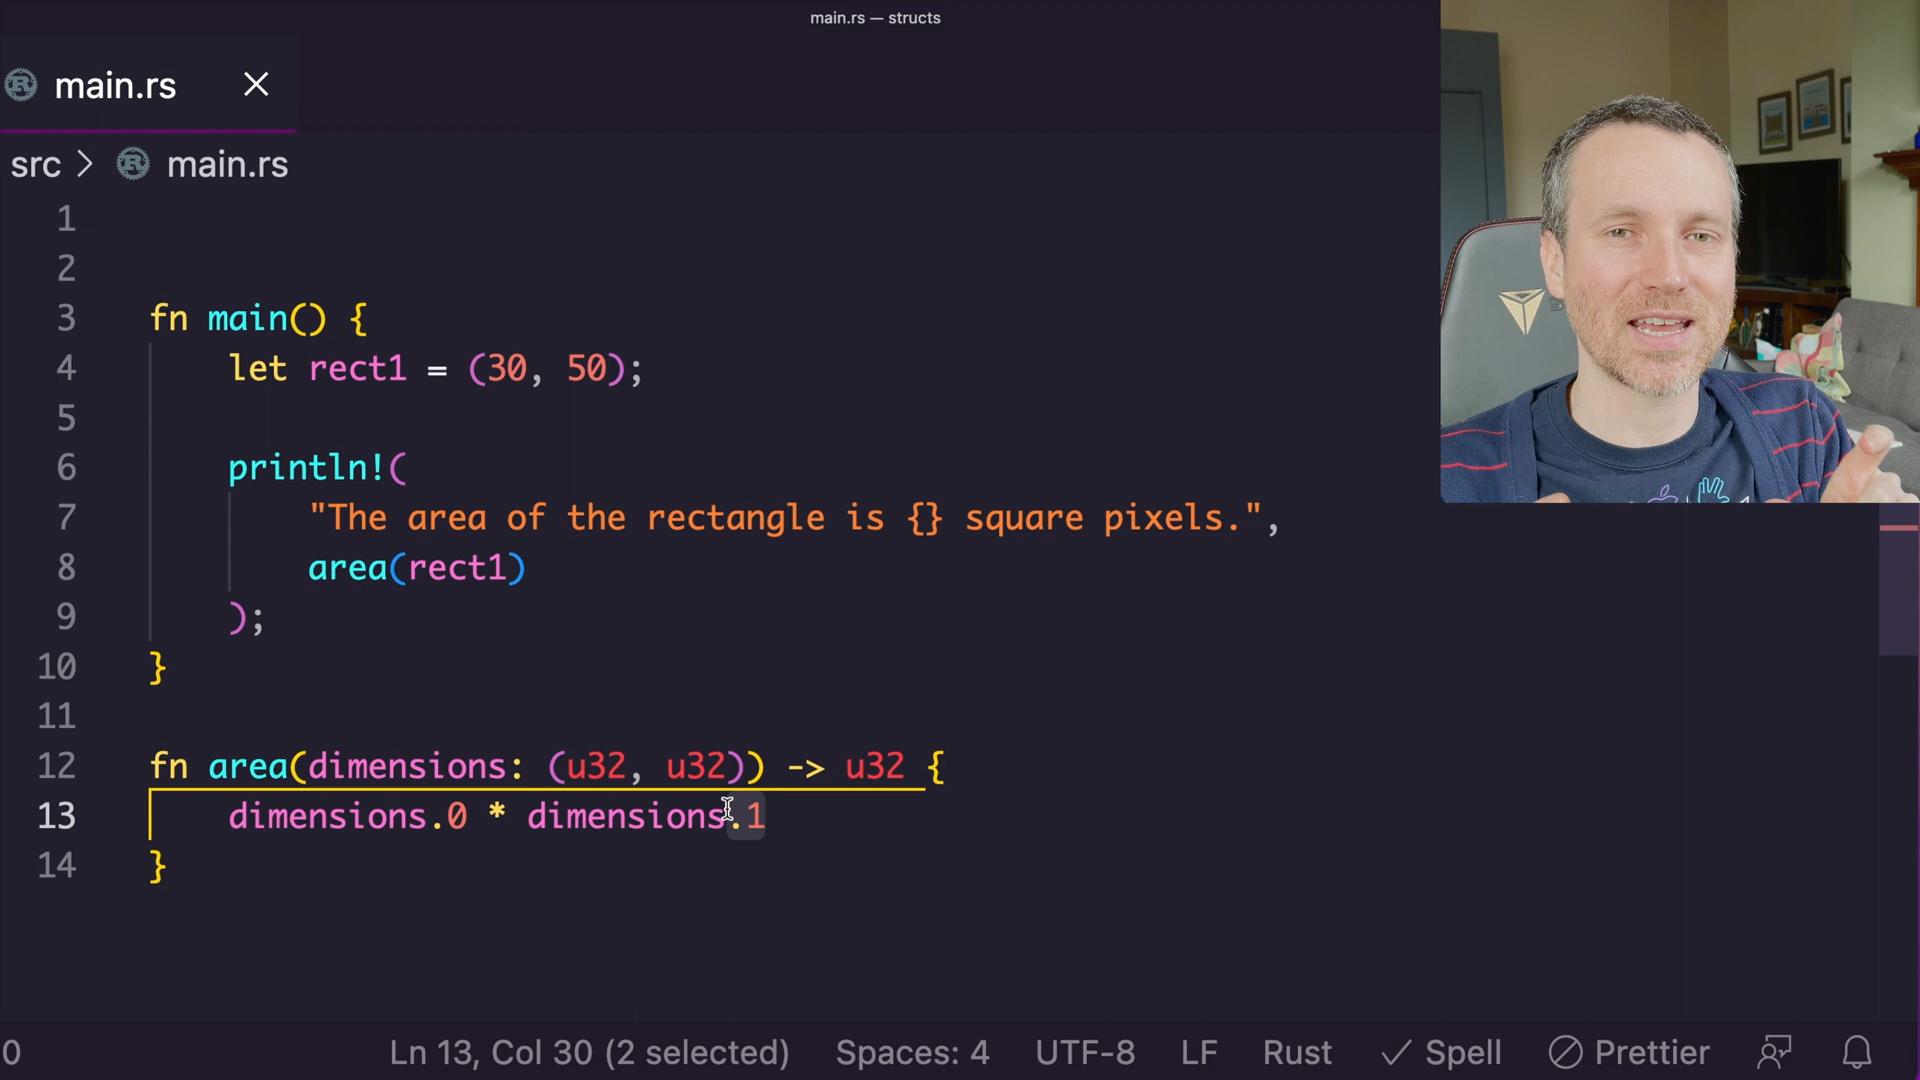 main.rs — structs
main.rs
src > main.rs
1
2
3 fn main() {
4 let rect1 = (30, 50);
5
6 println!(
7 "The area of the rectangle is {} square pixels.",
8 area(rect1)
9 );
10 }
11
12 fn area(dimensions: (u32, u32)) -> u32 {
13 dimensions.0 * dimensions.1
14 }
0 Ln 13, Col 30 (2 selected) Spaces: 4 UTF-8 LF Rust Spell Prettier